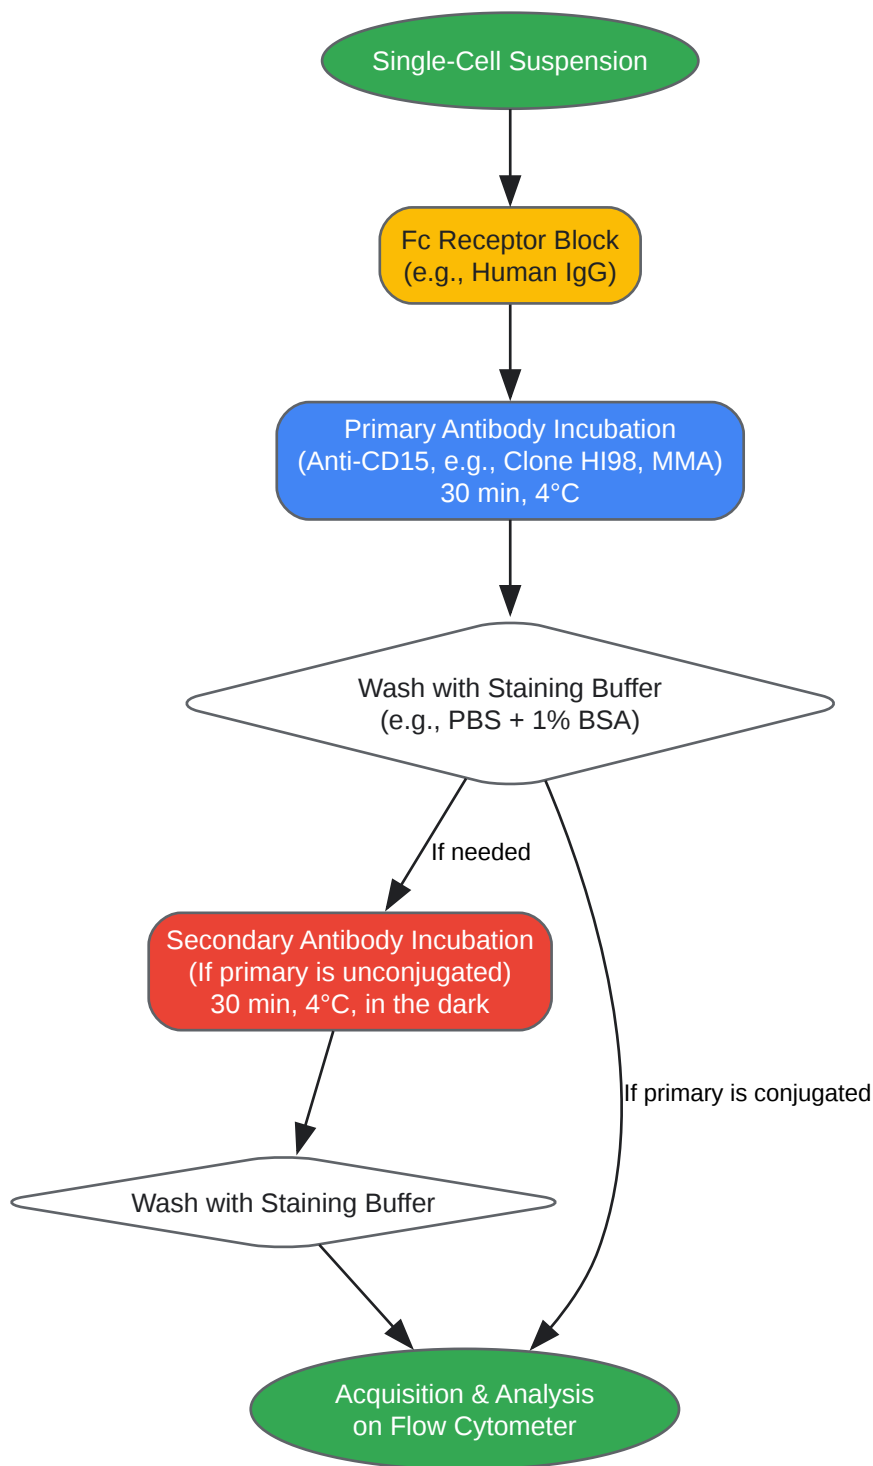 Single-Cell Suspension
Fc Receptor Block
(e.g., Human IgG)
Primary Antibody Incubation
(Anti-CD15, e.g., Clone HI98, MMA)
30 min, 4°C
Wash with Staining Buffer
(e.g., PBS + 1% BSA)
If needed
Secondary Antibody Incubation
(If primary is unconjugated)
30 min, 4°C, in the dark
If primary is conjugated
Wash with Staining Buffer
Acquisition & Analysis
on Flow Cytometer